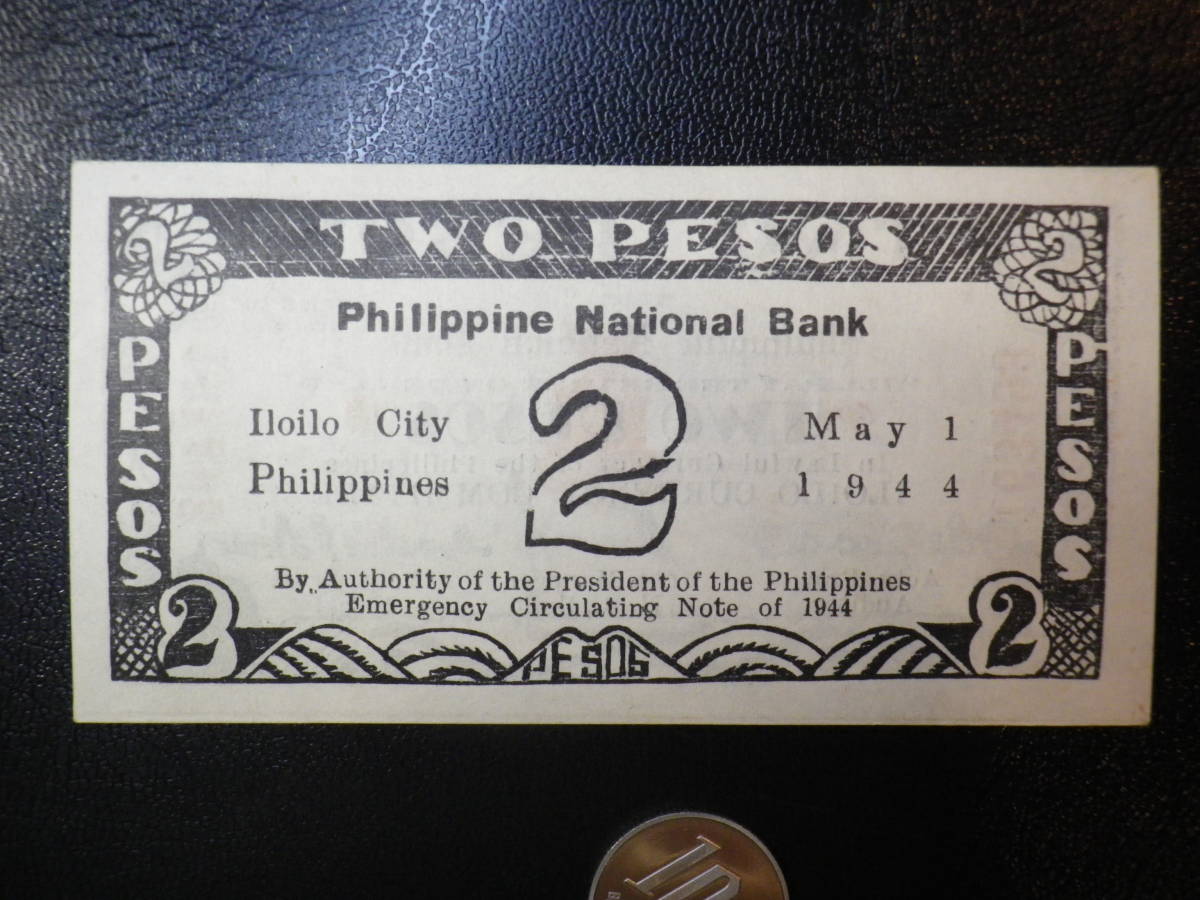 TWO PESOS
2
2
PESOS
PESOS
Philippine National Bank
2
Iloilo City
Philippines
May 1
1944
By Authority of the President of the Philippines
Emergency Circulating Note of 1944
2
PESOS
2
10